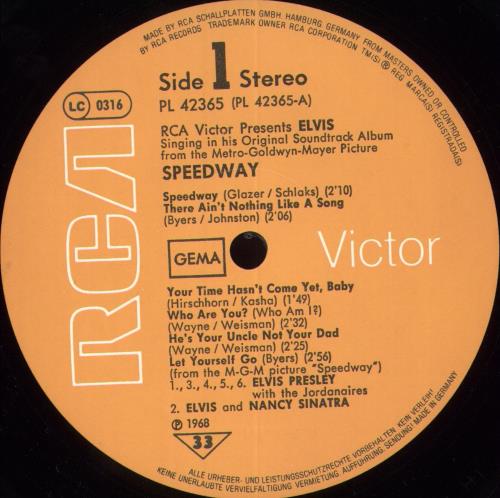 MADE BY RCA SCHALLPLATTEN GMBH, HAMBURG, GERMANY FROM MASTERS OWNED OR CONTROLLED
BY RCA RECORDS TRADEMARK OWNER RCA CORPORATION TM(S) ® REG MARCA(S) REGISTRADA(S)
Side 1 Stereo
LC 0316
PL 42365 (PL 42365-A)
RCA Victor Presents ELVIS
Singing in his Original Soundtrack Album
from the Metro-Goldwyn-Mayer Picture
SPEEDWAY
Speedway (Glazer / Schlaks) (2'10)
There Ain't Nothing Like A Song
(Byers / Johnston) (2'06)
RCA
GEMA
Victor
Your Time Hasn't Come Yet, Baby
(Hirschhorn / Kasha) (1'49)
Who Are You? (Who Am I?)
(Wayne / Weisman) (2'32)
He's Your Uncle Not Your Dad
(Wayne / Weisman) (2'25)
Let Yourself Go (Byers) (2'56)
(from the M-G-M picture "Speedway")
1., 3., 4., 5., 6. ELVIS PRESLEY
with the Jordanaires
2. ELVIS and NANCY SINATRA
℗ 1968
33
ALLE URHEBER- UND LEISTUNGSSCHUTZRECHTE VORBEHALTEN KEIN VERLEIH!
KEINE UNERLAUBTE VERVIELFÄLTIGUNG, VERMIETUNG, AUFFÜHRUNG, SENDUNG! MADE IN GERMANY